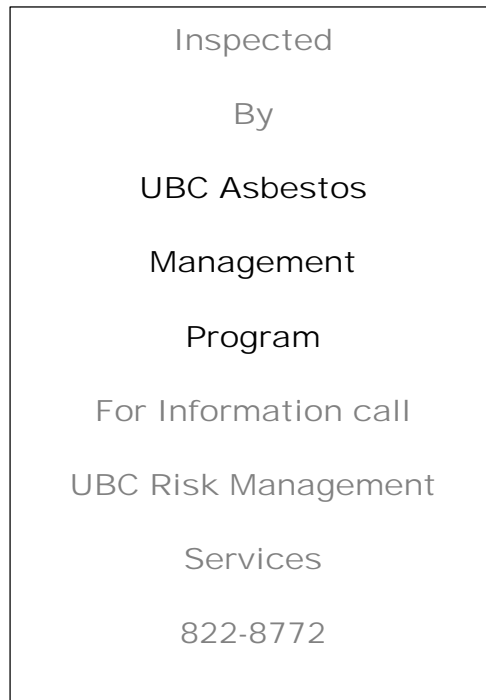 Inspected
By
UBC Asbestos
Management
Program
For Information call
UBC Risk Management
Services
822-8772